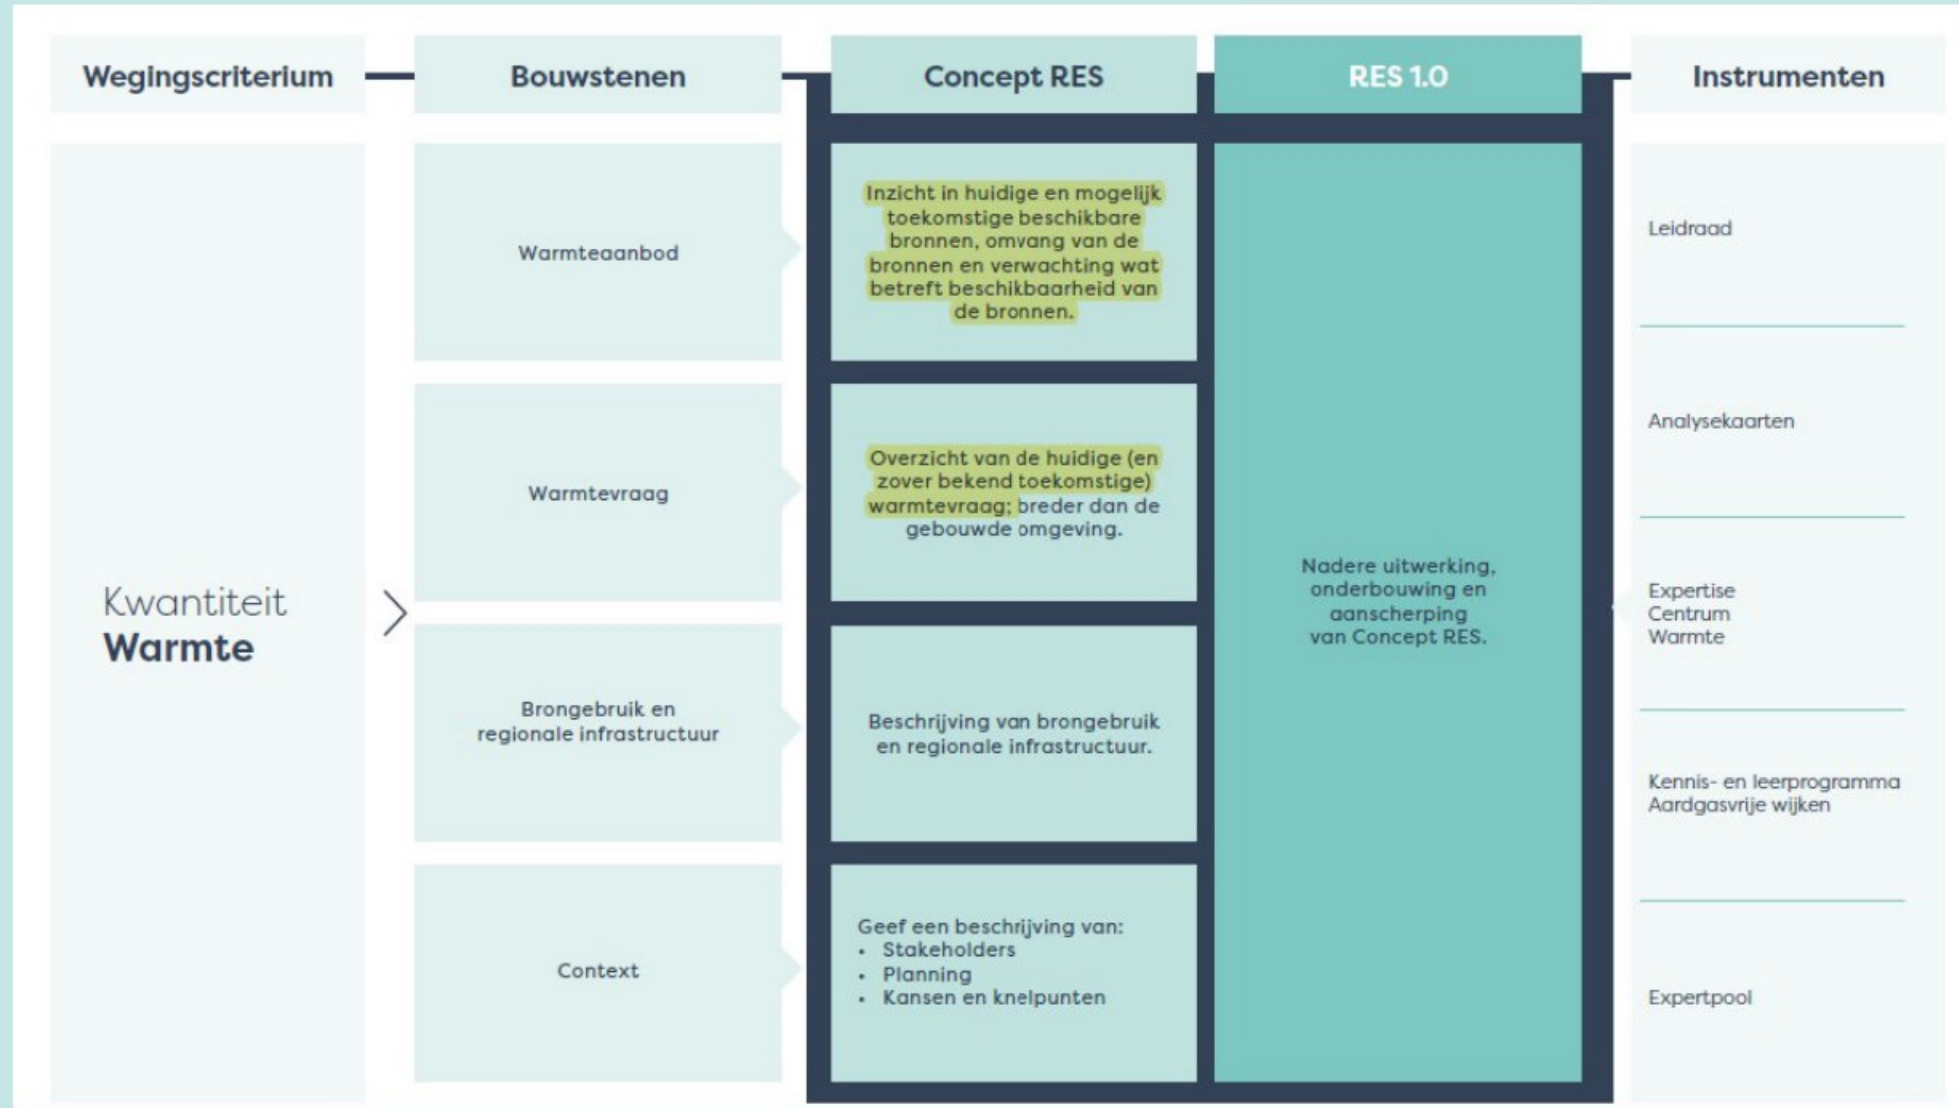 Wegingscriterium
Bouwstenen
Concept RES
RES 1.0
Instrumenten
Kwantiteit
Warmte
Warmteaanbod
Inzicht in huidige en mogelijk
toekomstige beschikbare
bronnen, omvang van de
bronnen en verwachting wat
betreft beschikbaarheid van
de bronnen.
Warmtevraag
Overzicht van de huidige (en
zover bekend toekomstige)
warmtevraag; breder dan de
gebouwde omgeving.
Brongebruik en
regionale infrastructuur
Beschrijving van brongebruik
en regionale infrastructuur.
Context
Geef een beschrijving van:
• Stakeholders
• Planning
• Kansen en knelpunten
Nadere uitwerking,
onderbouwing en
aanscherping
van Concept RES.
Leidraad
Analysekaarten
Expertise
Centrum
Warmte
Kennis- en leerprogramma
Aardgasvrije wijken
Expertpool